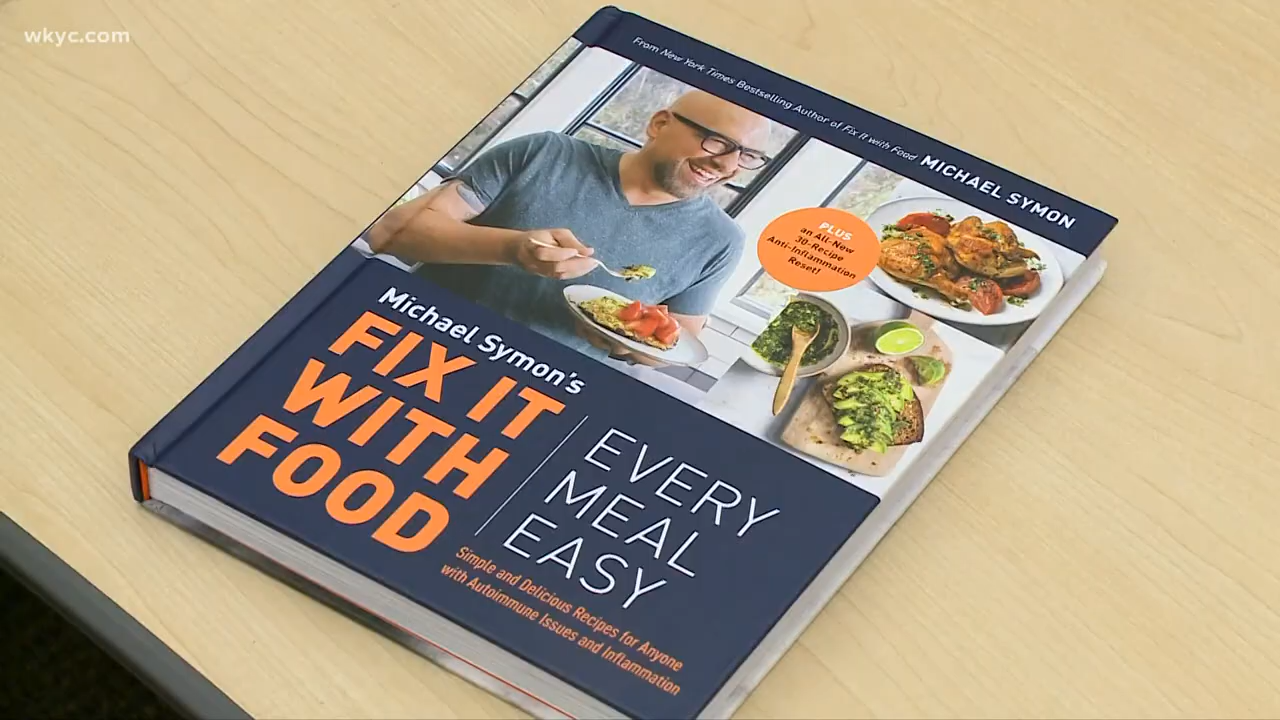 wkyc.com
From New York Times Bestselling Author of Fix It with Food MICHAEL SYMON
PLUS
an All-New
30-Recipe
Anti-Inflammation
Reset!
Michael Symon's
FIX IT
WITH
FOOD
EVERY
MEAL
EASY
Simple and Delicious Recipes for Anyone
with Autoimmune Issues and Inflammation